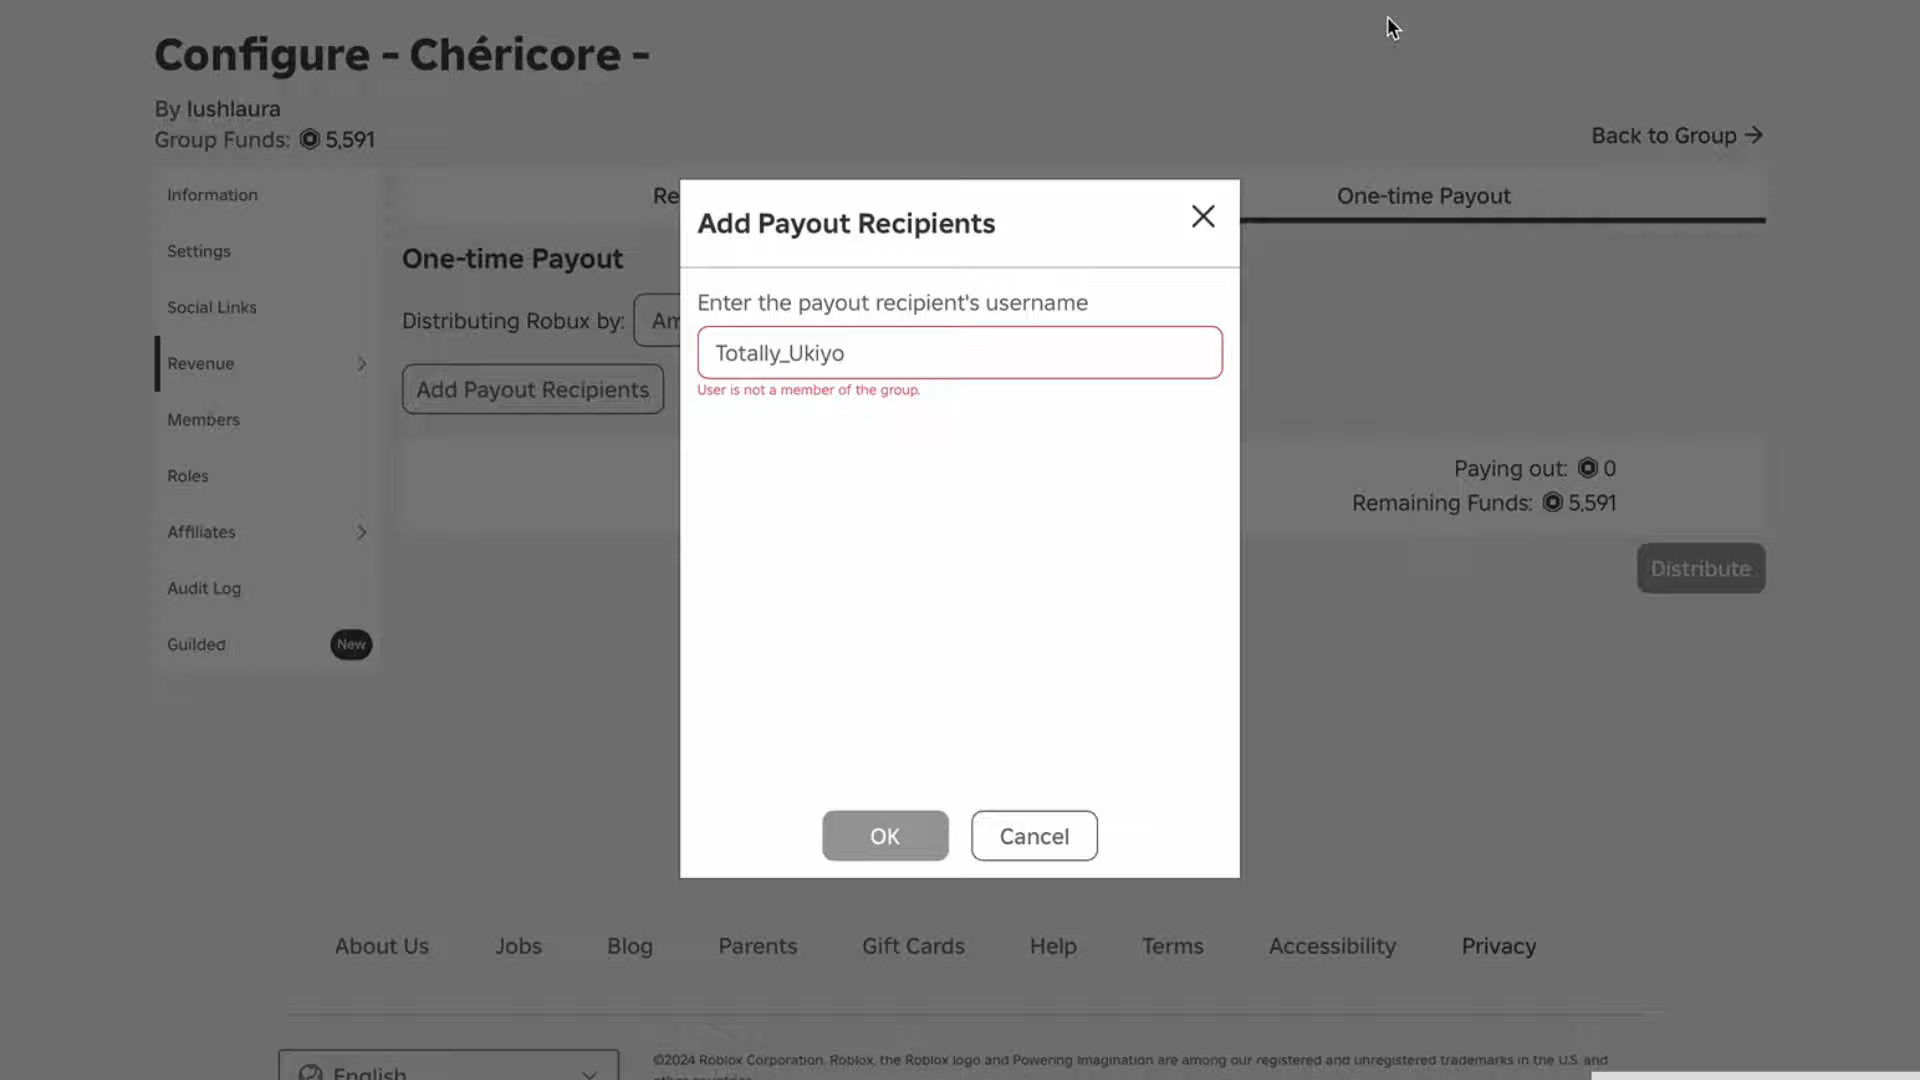 Configure - Chéricore -
By lushlaura
Group Funds: 5,591
Back to Group →
Information
Settings
Social Links
Revenue
Members
Roles
Affiliates
Audit Log
Guilded New
Re
One-time Payout
One-time Payout
Distributing Robux by: Am
Add Payout Recipients
Add Payout Recipients
Enter the payout recipient's username
Totally_Ukiyo
User is not a member of the group.
OK
Cancel
Paying out: 0
Remaining Funds: 5,591
Distribute
About Us Jobs Blog Parents Gift Cards Help Terms Accessibility Privacy
English
©2024 Roblox Corporation. Roblox, the Roblox logo and Powering Imagination are among our registered and unregistered trademarks in the U.S. and